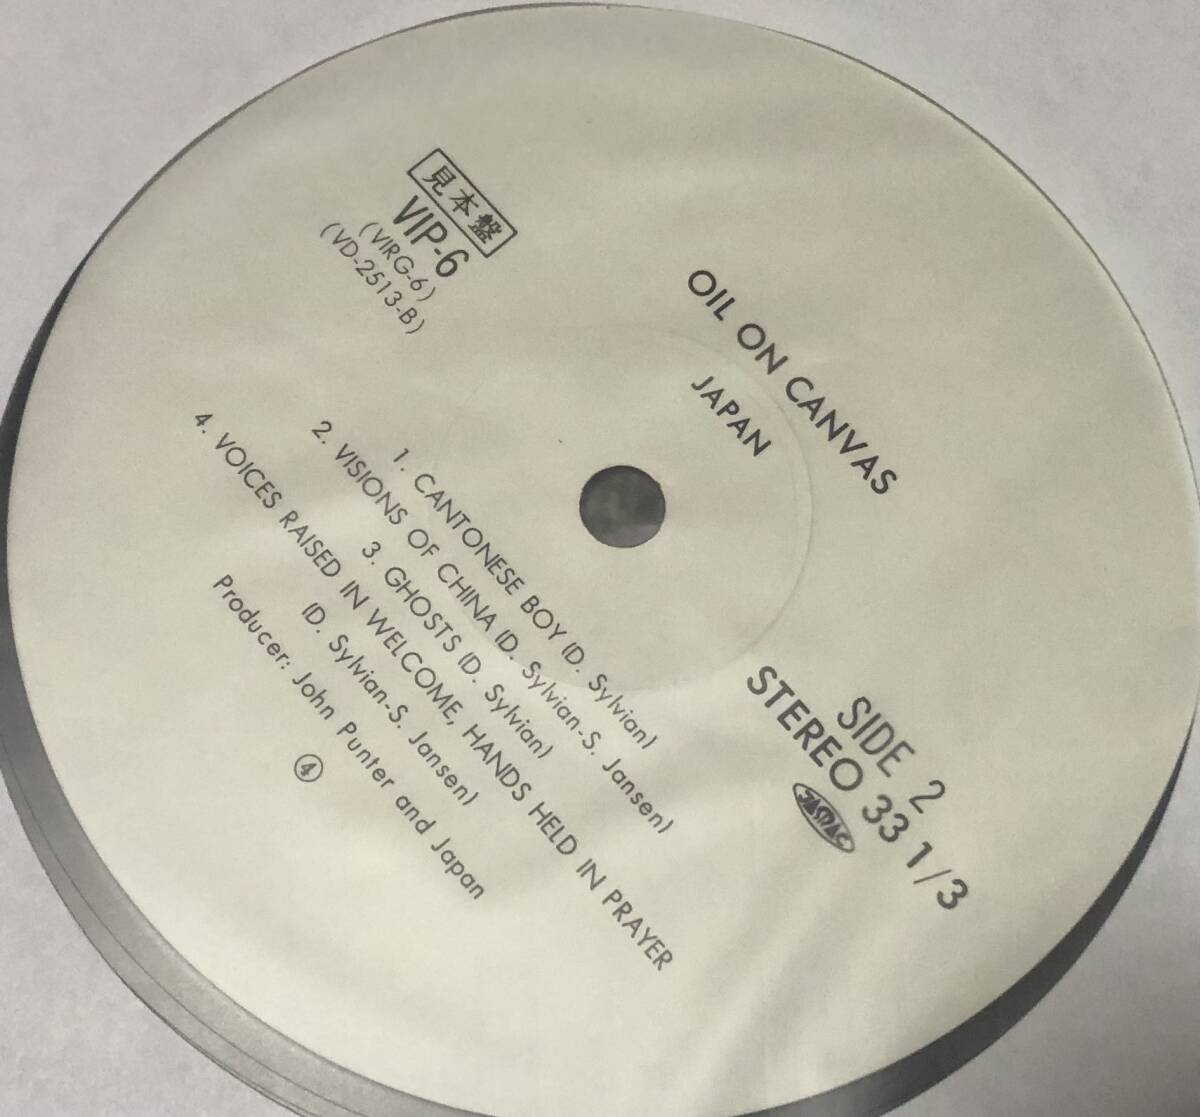 OIL ON CANVAS
JAPAN
見本盤
VIP-6
(VIRG-6)
(VD-2513-B)
SIDE 2
STEREO 33 1/3
JASRAC
1. CANTONESE BOY (D. Sylvian)
2. VISIONS OF CHINA (D. Sylvian-S. Jansen)
3. GHOSTS (D. Sylvian)
4. VOICES RAISED IN WELCOME, HANDS HELD IN PRAYER
(D. Sylvian-S. Jansen)
Producer: John Punter and Japan
④